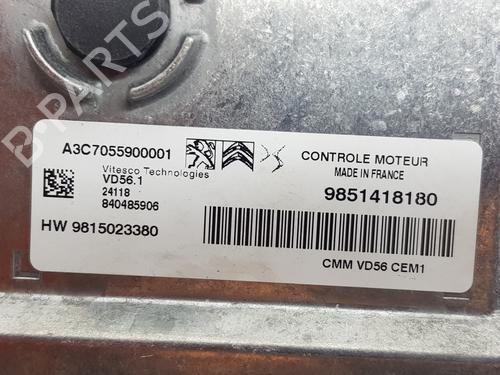 A3C7055900001
Vitesco Technologies
VD56.1
24118
840485906
HW 9815023380
CONTROLE MOTEUR
MADE IN FRANCE
9851418180
CMM VD56 CEM1
B-PARTS